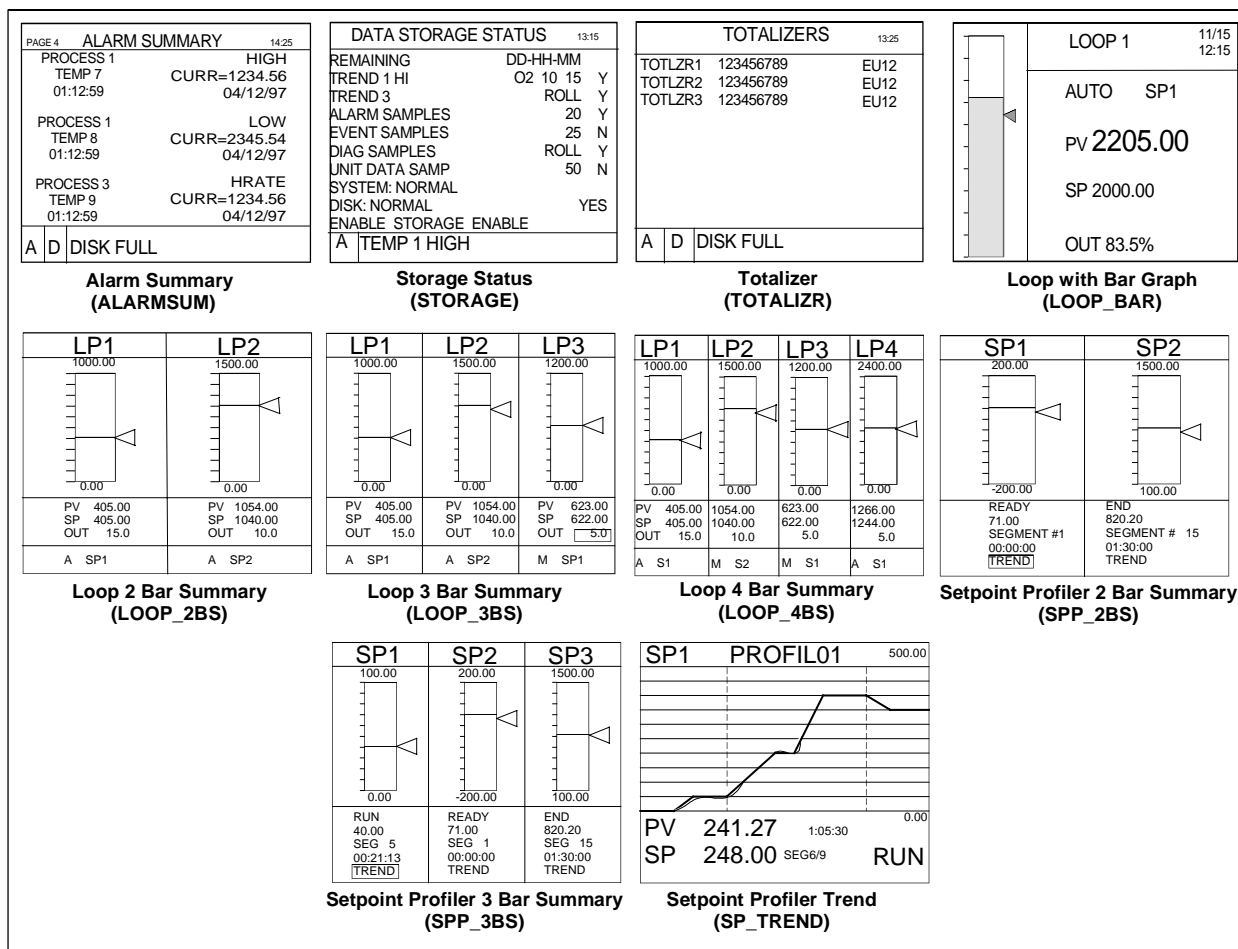 PAGE 4 ALARM SUMMARY 14:25
PROCESS 1 HIGH
TEMP 7 CURR=1234.56
01:12:59 04/12/97
PROCESS 1 LOW
TEMP 8 CURR=2345.54
01:12:59 04/12/97
PROCESS 3 HRATE
TEMP 9 CURR=1234.56
01:12:59 04/12/97
A D DISK FULL
Alarm Summary
(ALARMSUM)
DATA STORAGE STATUS 13:15
REMAINING DD-HH-MM
TREND 1 HI O2 10 15 Y
TREND 3 ROLL Y
ALARM SAMPLES 20 Y
EVENT SAMPLES 25 N
DIAG SAMPLES ROLL Y
UNIT DATA SAMP 50 N
SYSTEM: NORMAL
DISK: NORMAL YES
ENABLE STORAGE ENABLE
A TEMP 1 HIGH
Storage Status
(STORAGE)
TOTALIZERS 13:25
TOTLZR1 123456789 EU12
TOTLZR2 123456789 EU12
TOTLZR3 123456789 EU12
A D DISK FULL
Totalizer
(TOTALIZR)
LOOP 1 11/15
12:15
AUTO SP1
PV 2205.00
SP 2000.00
OUT 83.5%
Loop with Bar Graph
(LOOP_BAR)
LP1 LP2
1000.00 1500.00
0.00 0.00
PV 405.00 PV 1054.00
SP 405.00 SP 1040.00
OUT 15.0 OUT 10.0
A SP1 A SP2
Loop 2 Bar Summary
(LOOP_2BS)
LP1 LP2 LP3
1000.00 1500.00 1200.00
0.00 0.00 0.00
PV 405.00 PV 1054.00 PV 623.00
SP 405.00 SP 1040.00 SP 622.00
OUT 15.0 OUT 10.0 OUT 5.0
A SP1 A SP2 M SP1
Loop 3 Bar Summary
(LOOP_3BS)
LP1 LP2 LP3 LP4
1000.00 1500.00 1200.00 2400.00
0.00 0.00 0.00 0.00
PV 405.00 1054.00 623.00 1266.00
SP 405.00 1040.00 622.00 1244.00
OUT 15.0 10.0 5.0 5.0
A S1 M S2 M S1 A S1
Loop 4 Bar Summary
(LOOP_4BS)
SP1 SP2
200.00 1500.00
-200.00 100.00
READY END
71.00 820.20
SEGMENT #1 SEGMENT # 15
00:00:00 01:30:00
TREND TREND
Setpoint Profiler 2 Bar Summary
(SPP_2BS)
SP1 SP2 SP3
100.00 200.00 1500.00
0.00 -200.00 100.00
RUN READY END
40.00 71.00 820.20
SEG 5 SEG 1 SEG 15
00:21:13 00:00:00 01:30:00
TREND TREND TREND
Setpoint Profiler 3 Bar Summary
(SPP_3BS)
SP1 PROFIL01 500.00
0.00
PV 241.27 1:05:30
SP 248.00 SEG6/9 RUN
Setpoint Profiler Trend
(SP_TREND)